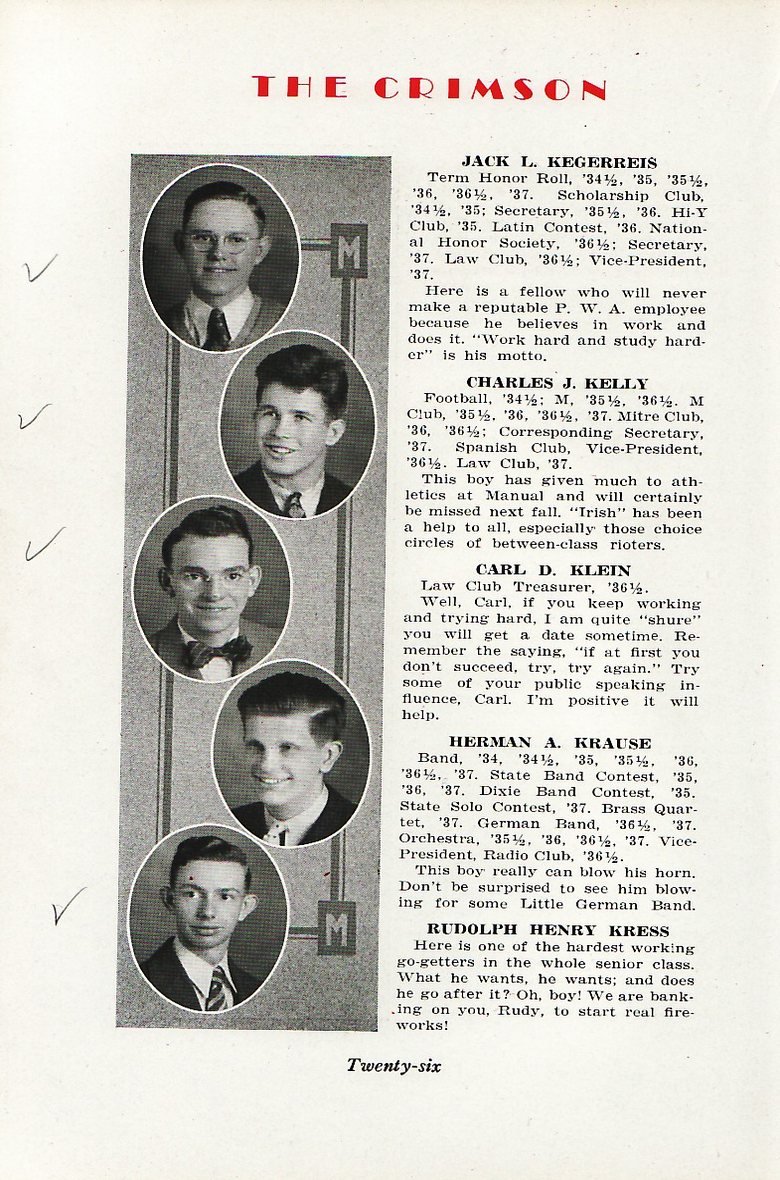 THE CRIMSON
JACK L. KEGERREIS
Term Honor Roll, '34½, '35, '35½,
'36, '36½, '37. Scholarship Club,
'34½, '35; Secretary, '35½, '36. Hi-Y
Club, '35. Latin Contest, '36. Nation-
al Honor Society, '36½; Secretary,
'37. Law Club, '36½; Vice-President,
'37.
Here is a fellow who will never
make a reputable P. W. A. employee
because he believes in work and
does it. "Work hard and study hard-
er" is his motto.
CHARLES J. KELLY
Football, '34½; M, '35½, '36½. M
Club, '35½, '36, '36½, '37. Mitre Club,
'36, '36½; Corresponding Secretary,
'37. Spanish Club, Vice-President,
'36½. Law Club, '37.
This boy has given much to ath-
letics at Manual and will certainly
be missed next fall. "Irish" has been
a help to all, especially those choice
circles of between-class rioters.
CARL D. KLEIN
Law Club Treasurer, '36½.
Well, Carl, if you keep working
and trying hard, I am quite "shure"
you will get a date sometime. Re-
member the saying, "if at first you
don't succeed, try, try again." Try
some of your public speaking in-
fluence, Carl. I'm positive it will
help.
HERMAN A. KRAUSE
Band, '34, '34½, '35, '35½, '36,
'36½, '37. State Band Contest, '35,
'36, '37. Dixie Band Contest, '35.
State Solo Contest, '37. Brass Quar-
tet, '37. German Band, '36½, '37.
Orchestra, '35½, '36, '36½, '37. Vice-
President, Radio Club, '36½.
This boy really can blow his horn.
Don't be surprised to see him blow-
ing for some Little German Band.
RUDOLPH HENRY KRESS
Here is one of the hardest working
go-getters in the whole senior class.
What he wants, he wants; and does
he go after it? Oh, boy! We are bank-
ing on you, Rudy, to start real fire-
works!
M
M
Twenty-six